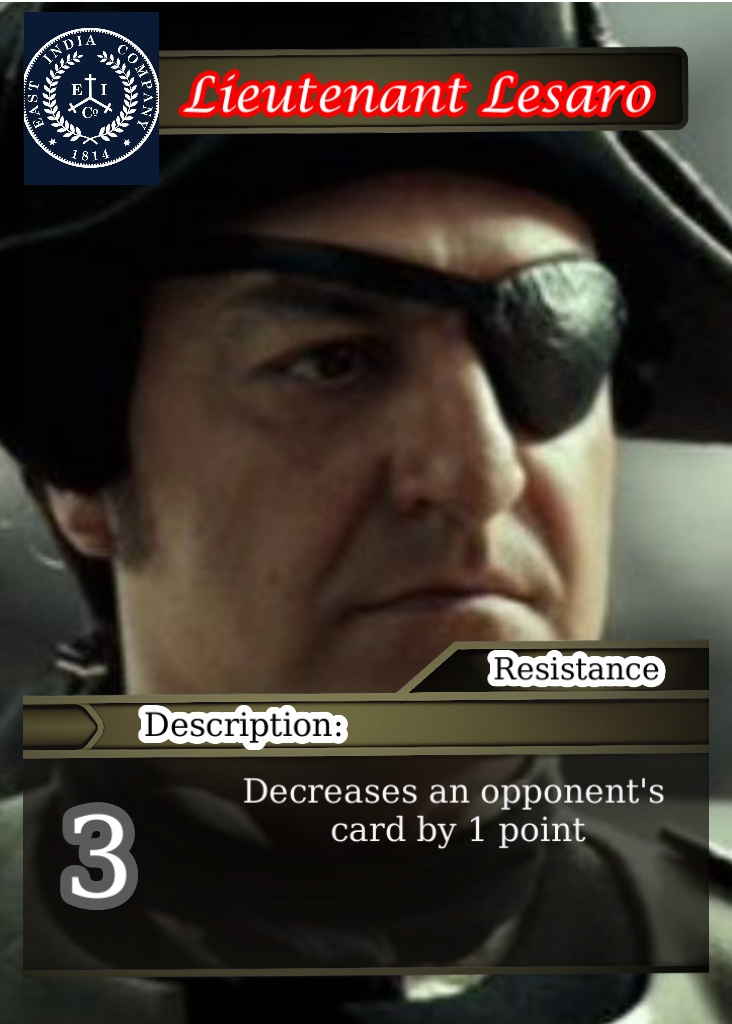 EAST INDIA COMPANY
E I
Co
1814
Lieutenant Lesaro
Resistance
Description:
Decreases an opponent's
card by 1 point
3